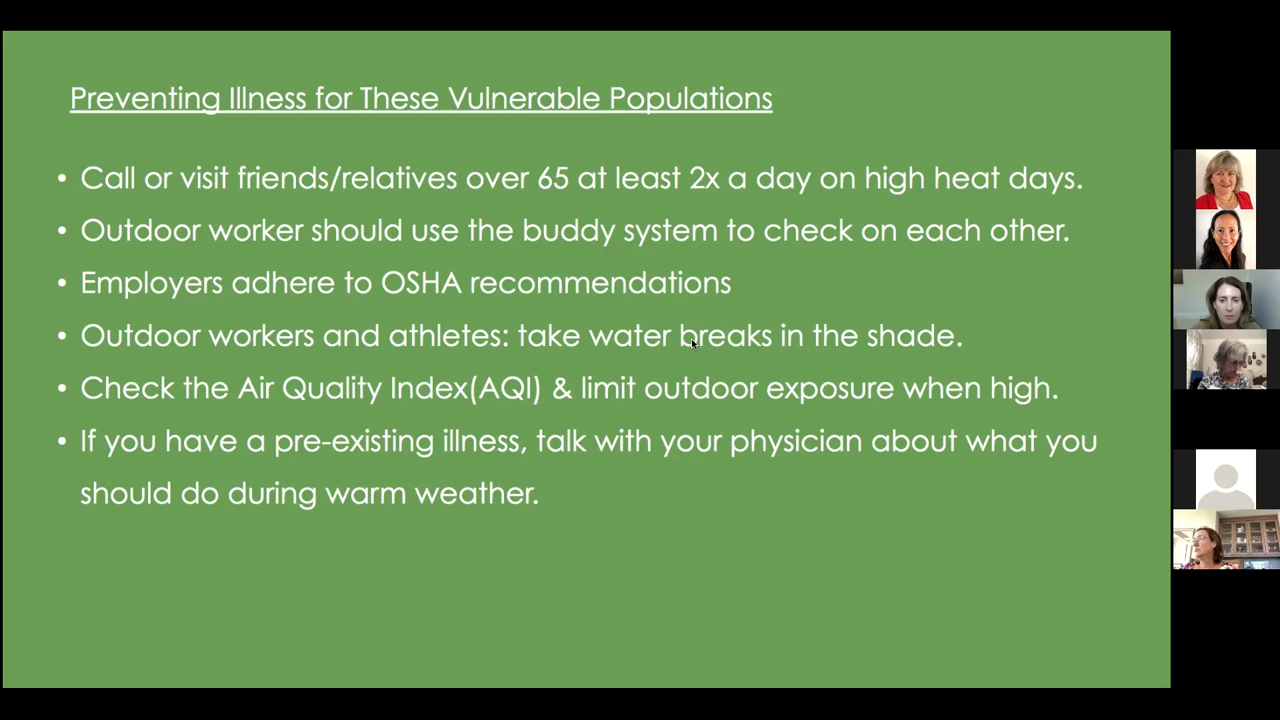 Preventing Illness for These Vulnerable Populations
• Call or visit friends/relatives over 65 at least 2x a day on high heat days.
• Outdoor worker should use the buddy system to check on each other.
• Employers adhere to OSHA recommendations
• Outdoor workers and athletes: take water breaks in the shade.
• Check the Air Quality Index(AQI) & limit outdoor exposure when high.
• If you have a pre-existing illness, talk with your physician about what you
should do during warm weather.